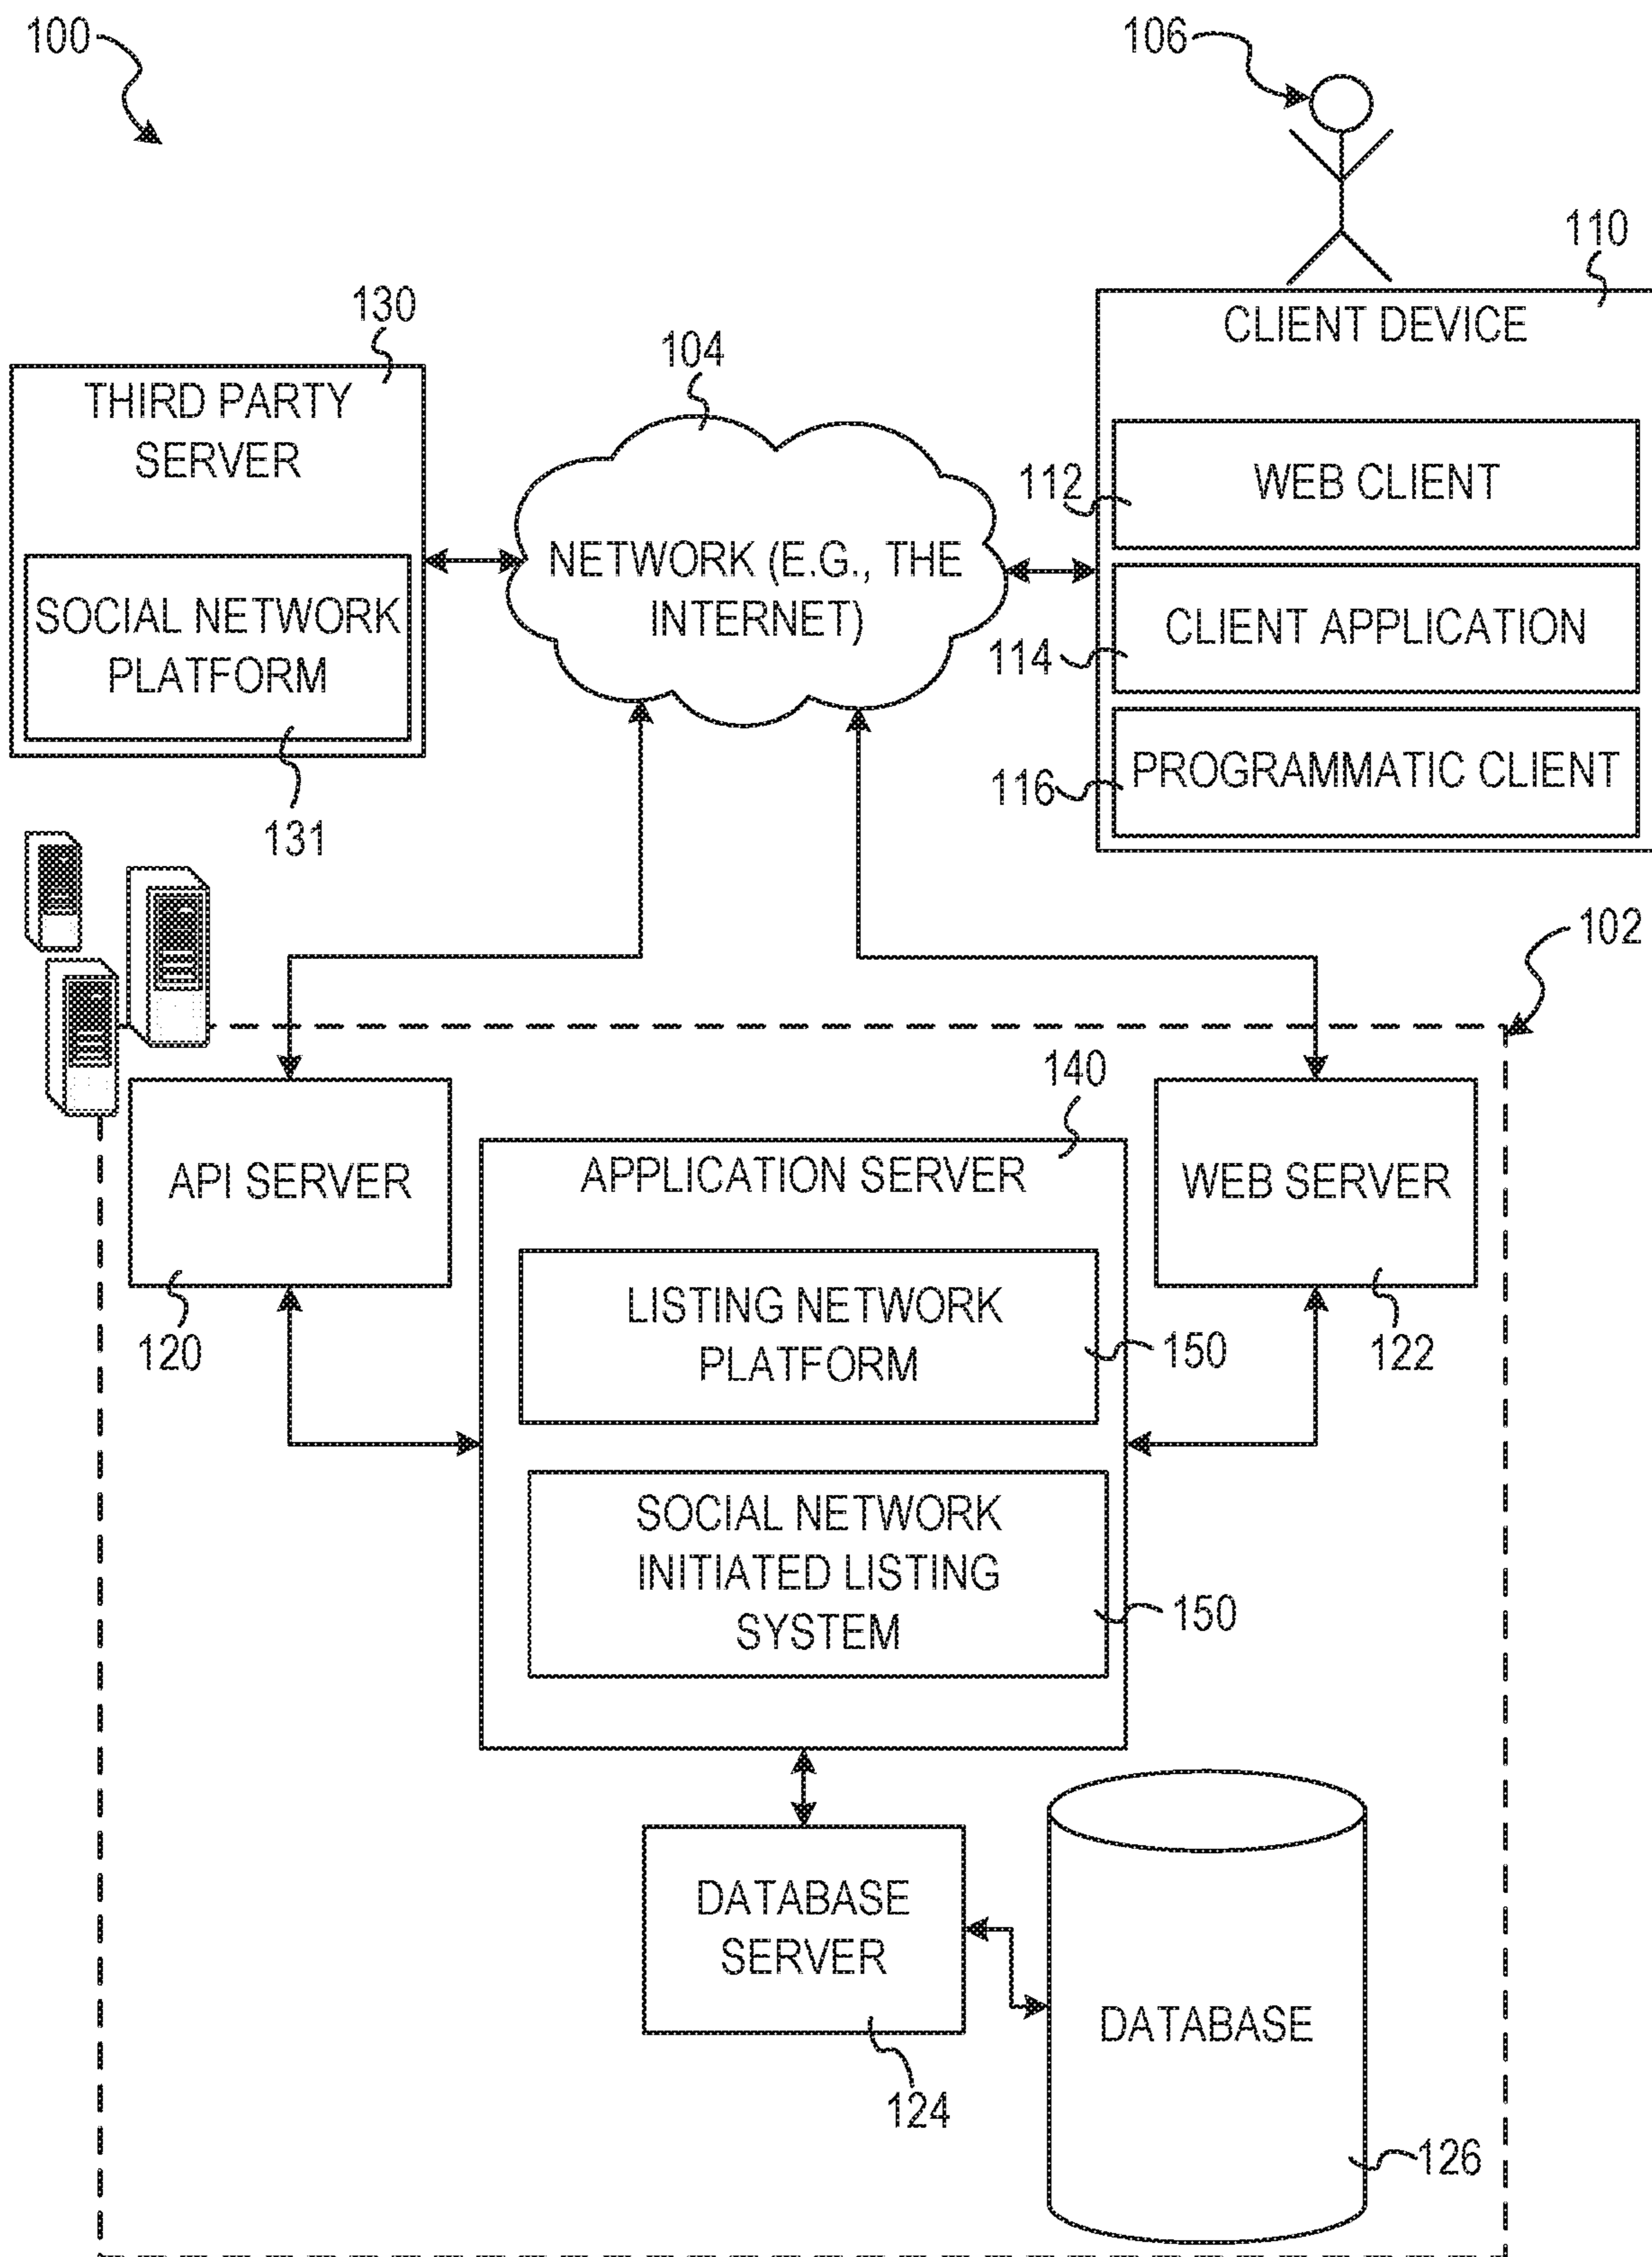 100
106
110
CLIENT DEVICE
130
THIRD PARTY
SERVER
104
112
WEB CLIENT
NETWORK (E.G., THE
INTERNET)
SOCIAL NETWORK
PLATFORM
114
CLIENT APPLICATION
116
PROGRAMMATIC CLIENT
131
102
140
API SERVER
APPLICATION SERVER
WEB SERVER
120
LISTING NETWORK
PLATFORM
150
122
SOCIAL NETWORK
INITIATED LISTING
SYSTEM
150
DATABASE
SERVER
124
DATABASE
126